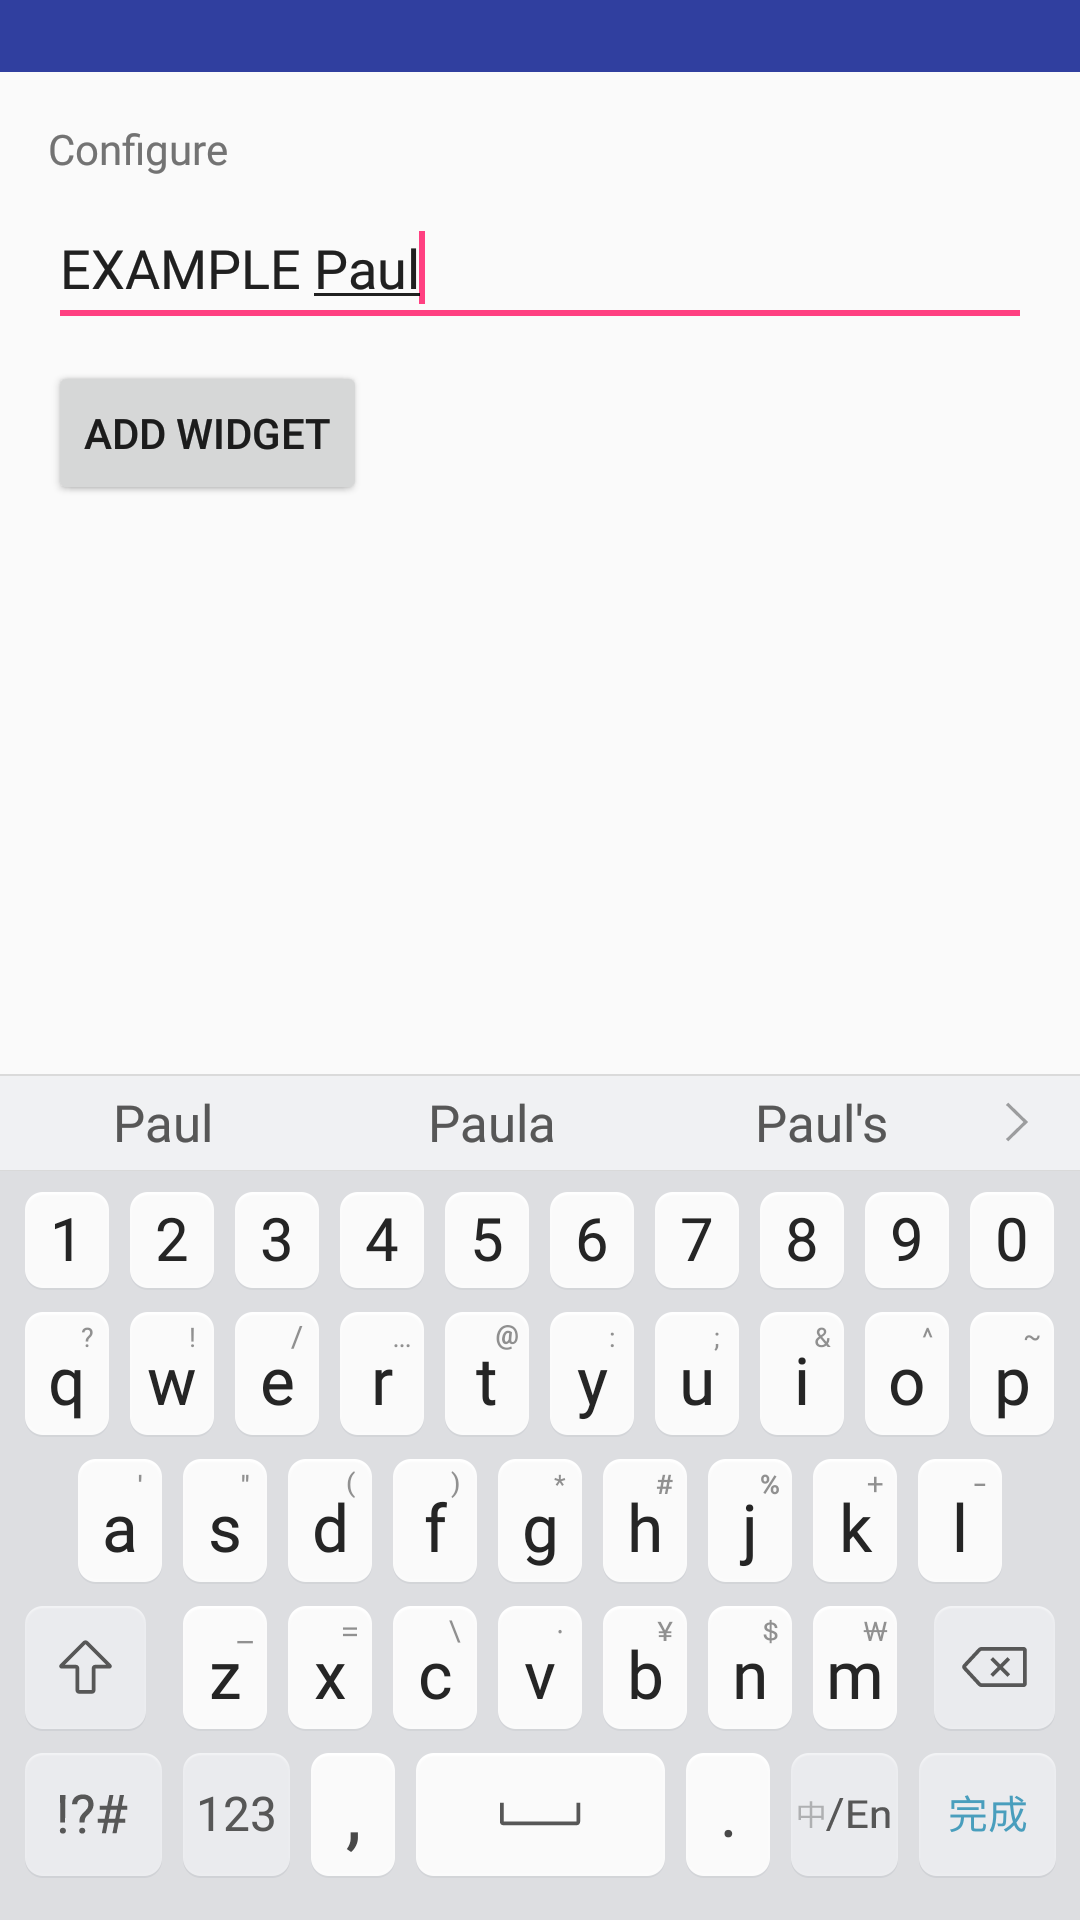 Configure
EXAMPLE Paul
ADD WIDGET
Paul Paula Paul's
1 2 3 4 5 6 7 8 9 0
? ! / ... @ : ; & ^ ~
q w e r t y u i o p
' " ( ) * # % + -
a s d f g h j k l
_ = \ · ¥ $ ₩
z x c v b n m
!?# 123 , . 中/En 完成